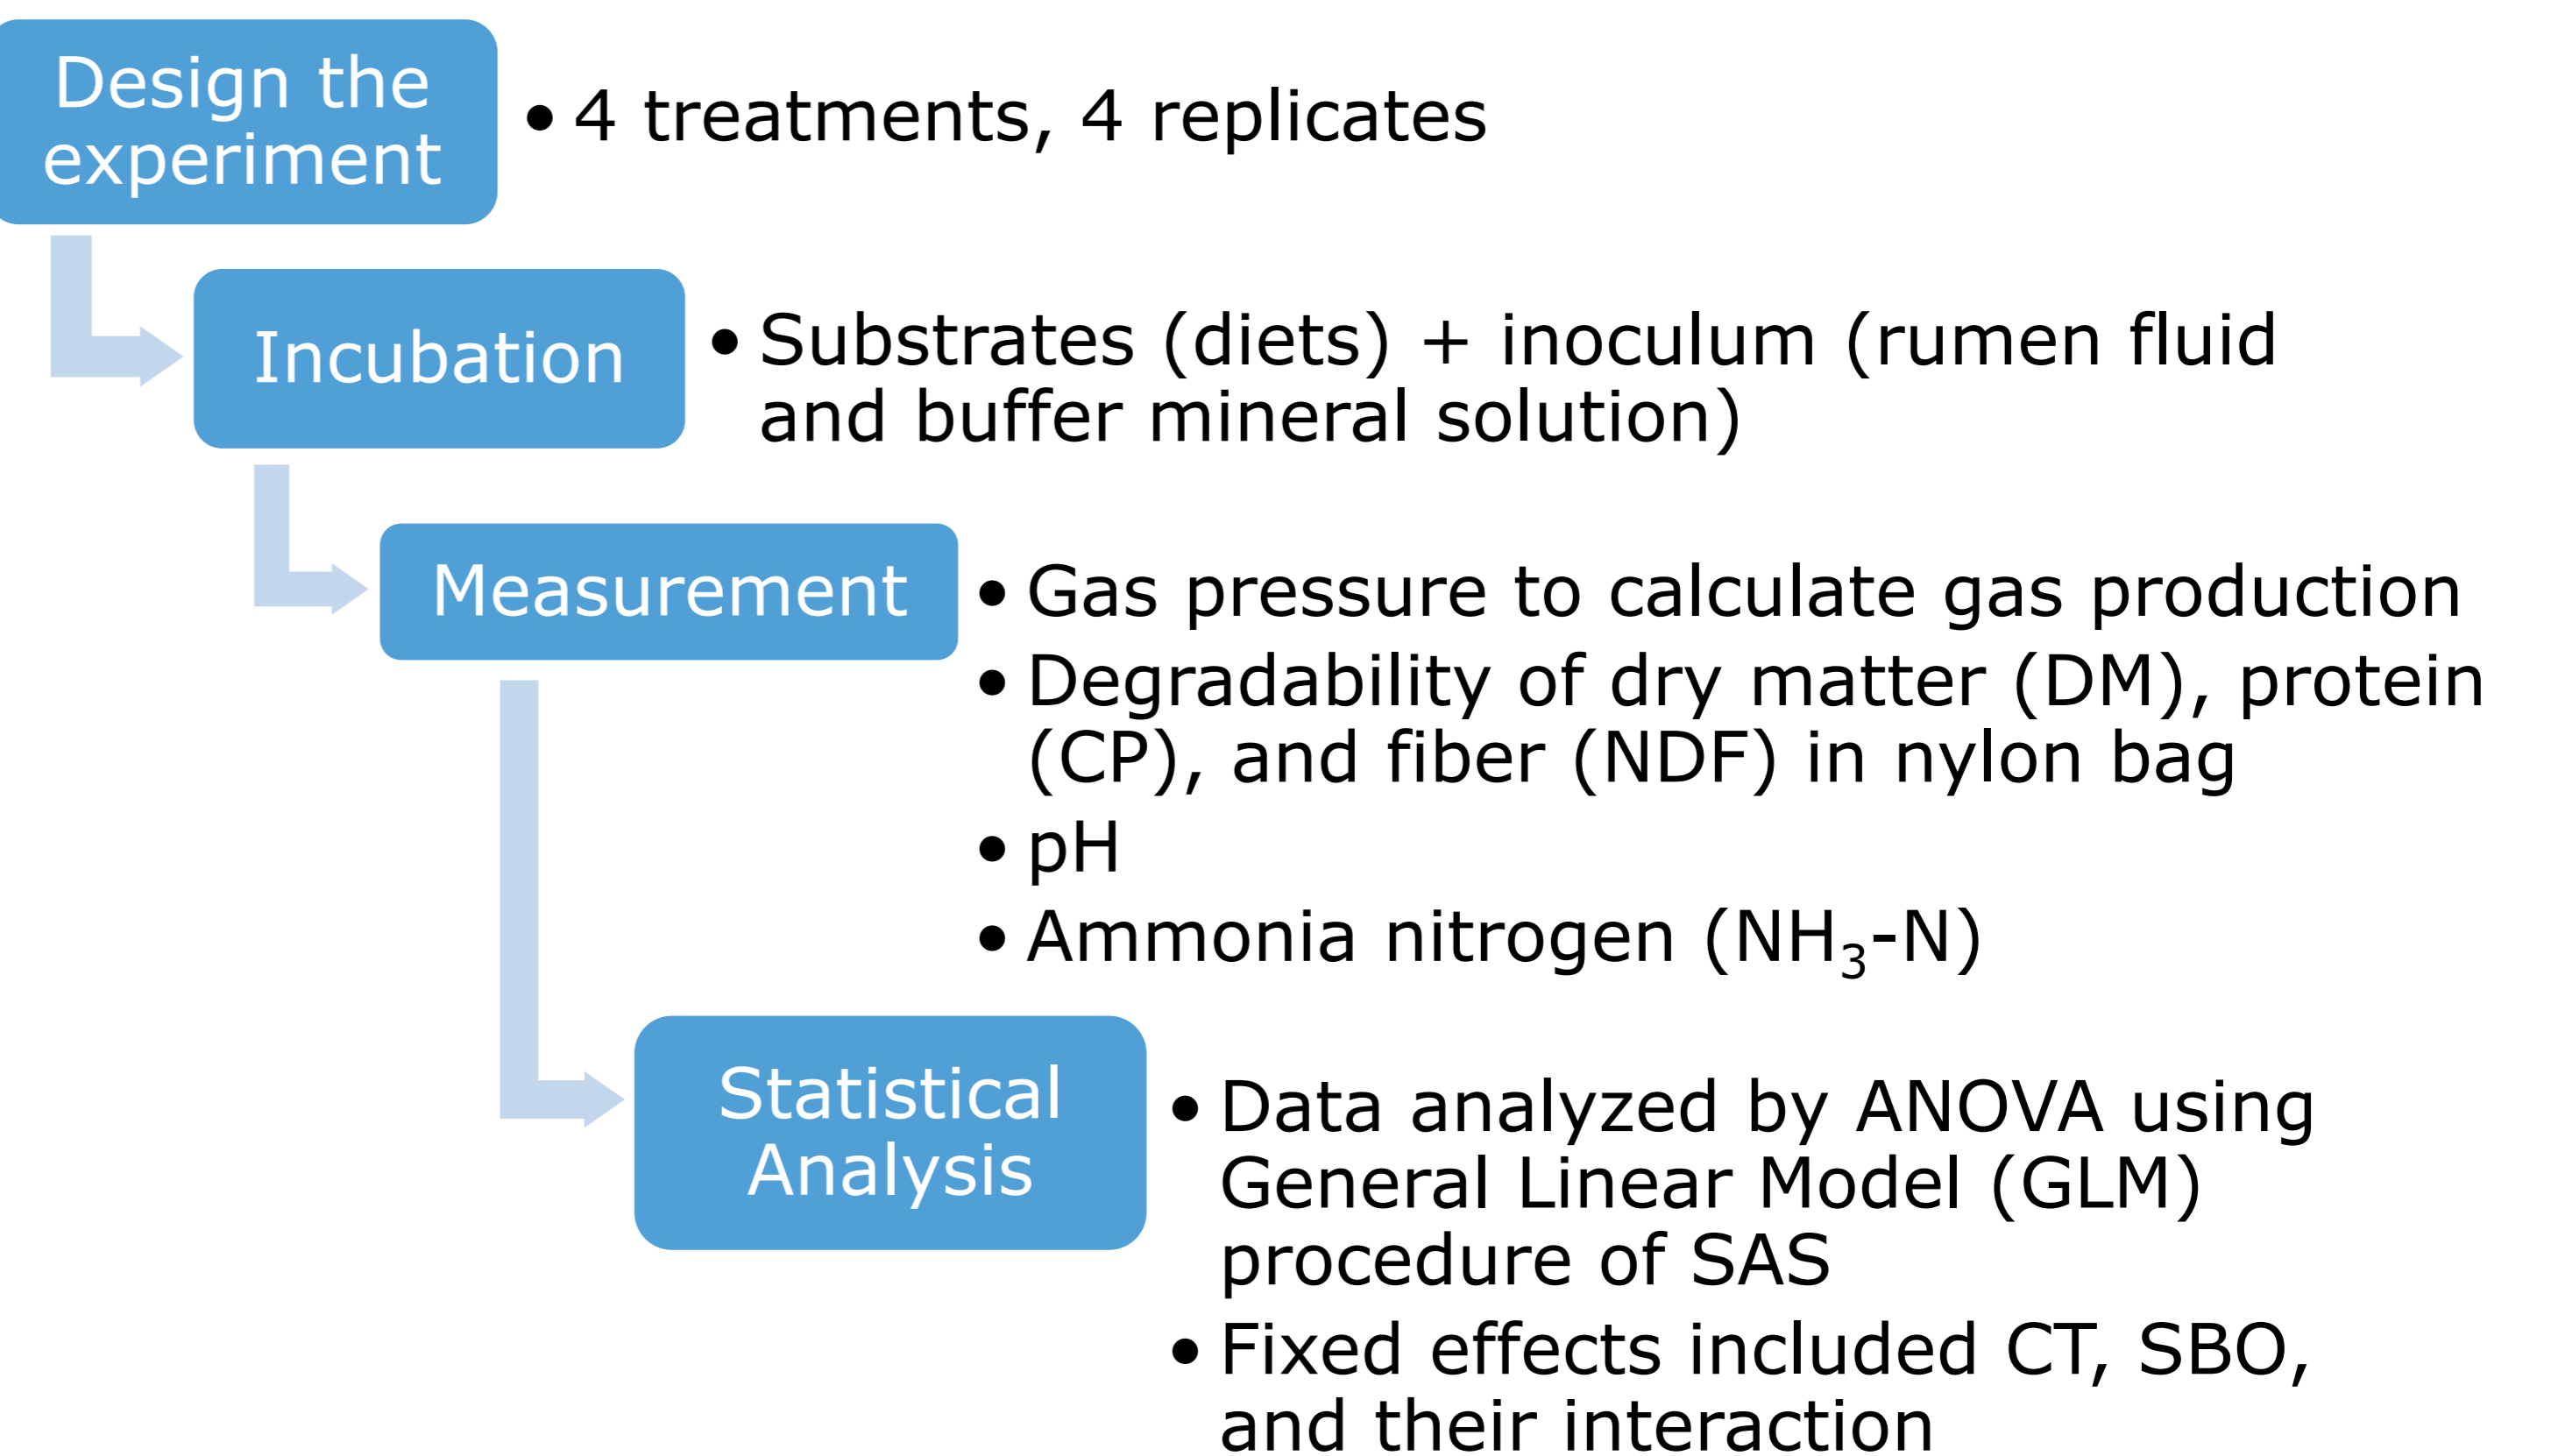 Design the
experiment
• 4 treatments, 4 replicates
Incubation
• Substrates (diets) + inoculum (rumen fluid
and buffer mineral solution)
Measurement
• Gas pressure to calculate gas production
• Degradability of dry matter (DM), protein
(CP), and fiber (NDF) in nylon bag
• pH
• Ammonia nitrogen (NH₃-N)
Statistical
Analysis
• Data analyzed by ANOVA using
General Linear Model (GLM)
procedure of SAS
• Fixed effects included CT, SBO,
and their interaction